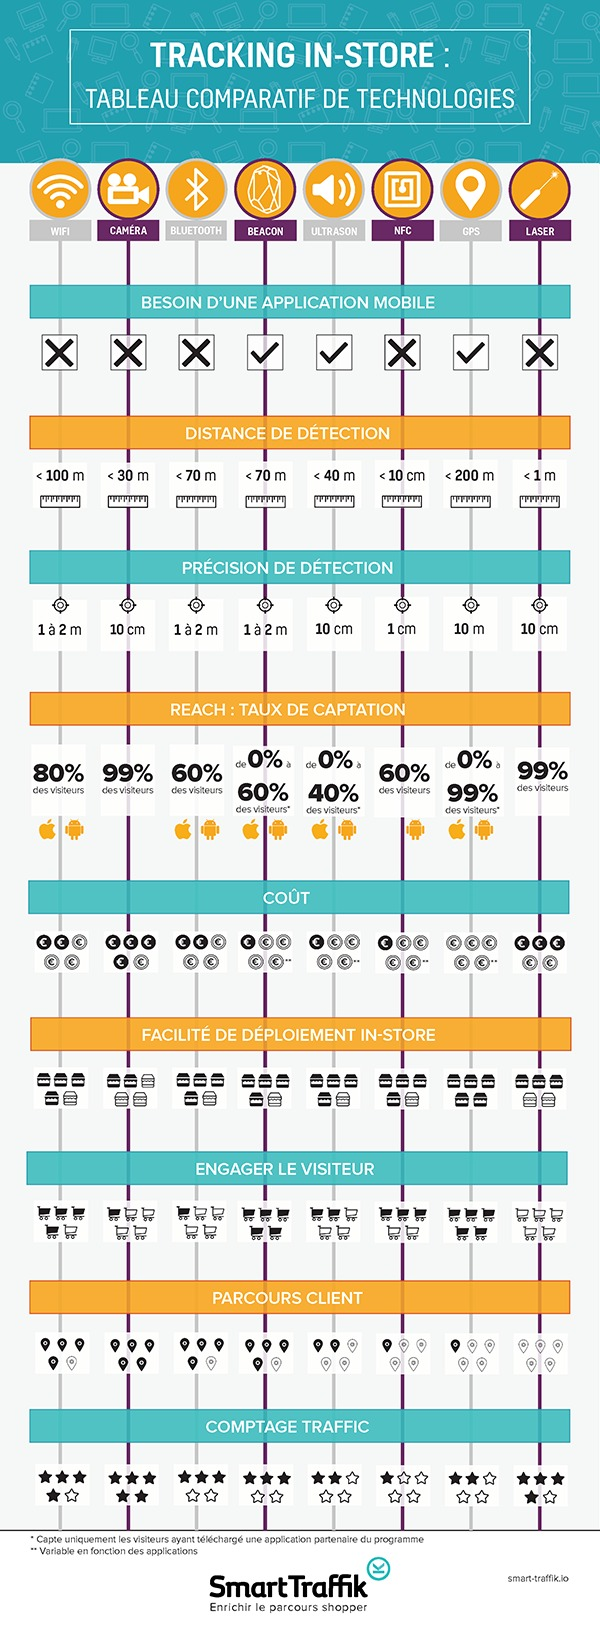 TRACKING IN-STORE :
TABLEAU COMPARATIF DE TECHNOLOGIES
WIFI CAMÉRA BLUETOOTH BEACON ULTRASON NFC GPS LASER
BESOIN D'UNE APPLICATION MOBILE
DISTANCE DE DÉTECTION
< 100 m < 30 m < 70 m < 70 m < 40 m < 10 cm < 200 m < 1 m
PRÉCISION DE DÉTECTION
1 à 2 m 10 cm 1 à 2 m 1 à 2 m 10 cm 1 cm 10 m 10 cm
REACH : TAUX DE CAPTATION
80% des visiteurs
99% des visiteurs
60% des visiteurs
de 0% à
60%
des visiteurs*
de 0% à
40%
des visiteurs*
60% des visiteurs
de 0% à
99%
des visiteurs*
99% des visiteurs
COÛT
** ** ** **
FACILITÉ DE DÉPLOIEMENT IN-STORE
ENGAGER LE VISITEUR
PARCOURS CLIENT
COMPTAGE TRAFFIC
* Capte uniquement les visiteurs ayant téléchargé une application partenaire du programme
** Variable en fonction des applications
SmartTraffik
Enrichir le parcours shopper
smart-traffik.io